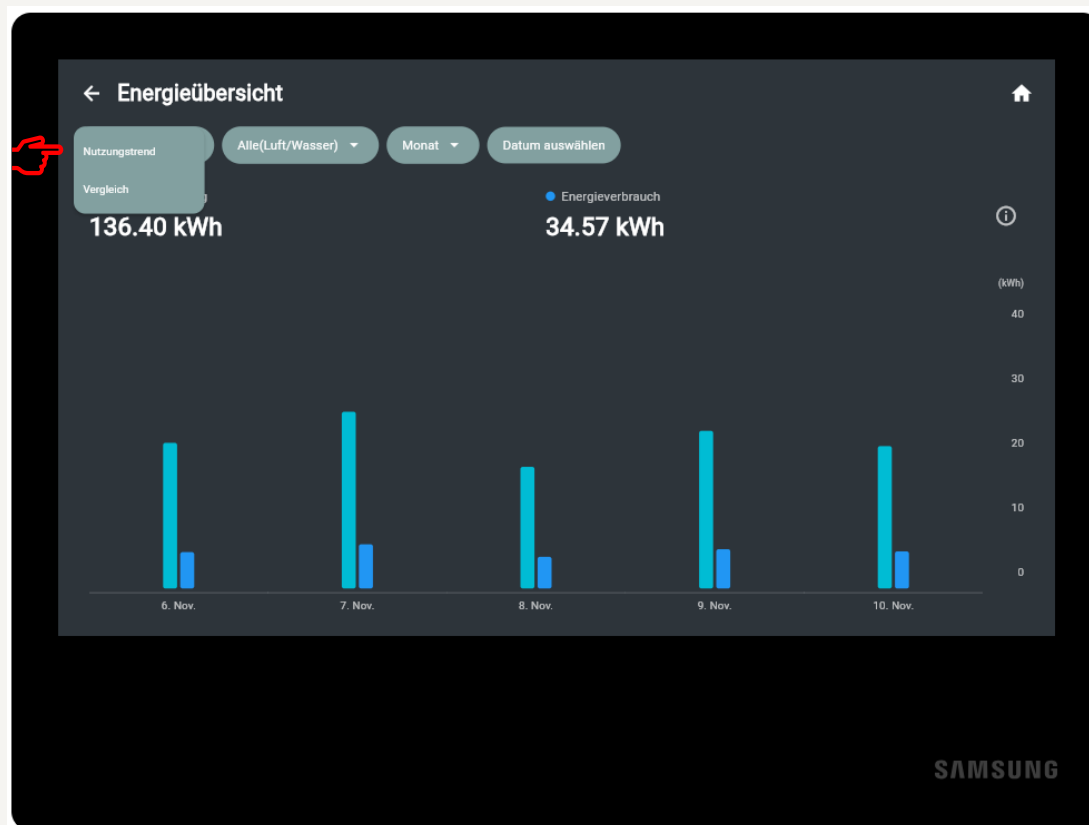 Energieübersicht
Nutzungstrend
Vergleich
Alle(Luft/Wasser)
Monat
Datum auswählen
136.40 kWh
Energieverbrauch
34.57 kWh
(kWh)
40
30
20
10
0
6. Nov.
7. Nov.
8. Nov.
9. Nov.
10. Nov.
SAMSUNG